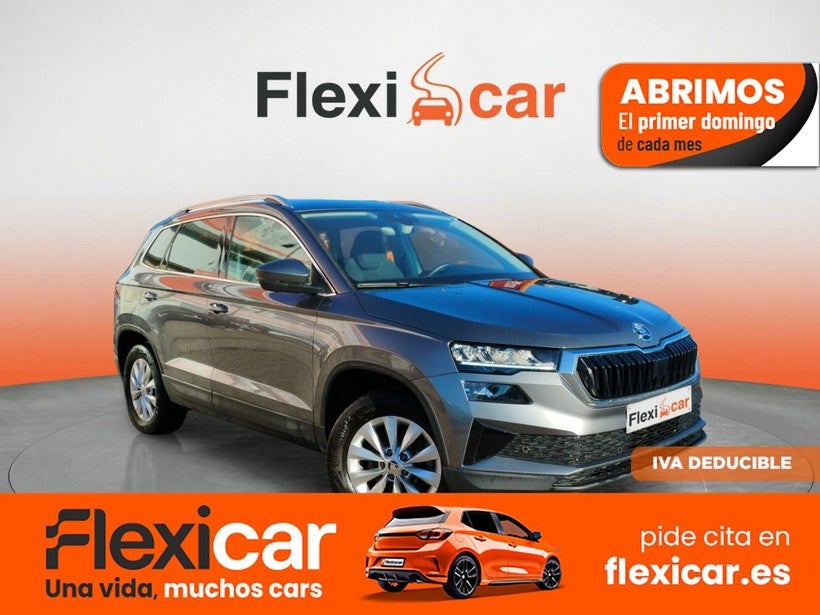 Flexicar
ABRIMOS
El primer domingo
de cada mes
Flexicar
IVA DEDUCIBLE
Flexicar
Una vida, muchos cars
pide cita en
flexicar.es